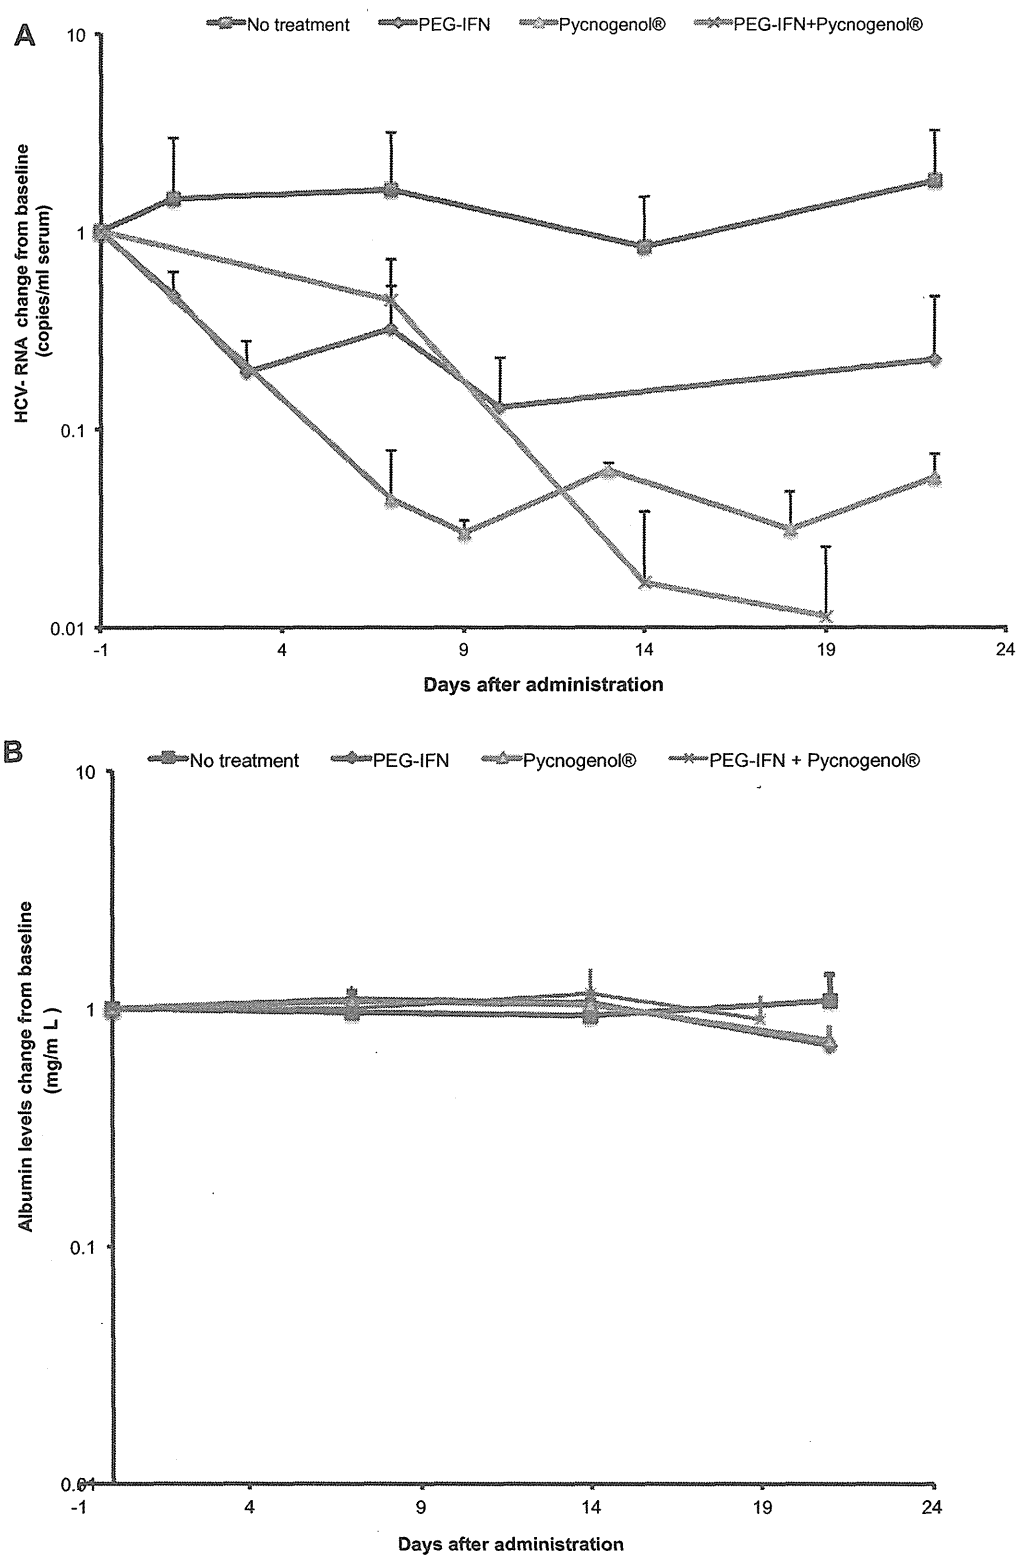 A
No treatment PEG-IFN Pycnogenol® PEG-IFN+Pycnogenol®
10
1
0.1
0.01
HCV- RNA change from baseline
(copies/ml serum)
-1 4 9 14 19 24
Days after administration
B
No treatment PEG-IFN Pycnogenol® PEG-IFN + Pycnogenol®
10
1
0.1
0.01
Albumin levels change from baseline
(mg/m L )
-1 4 9 14 19 24
Days after administration